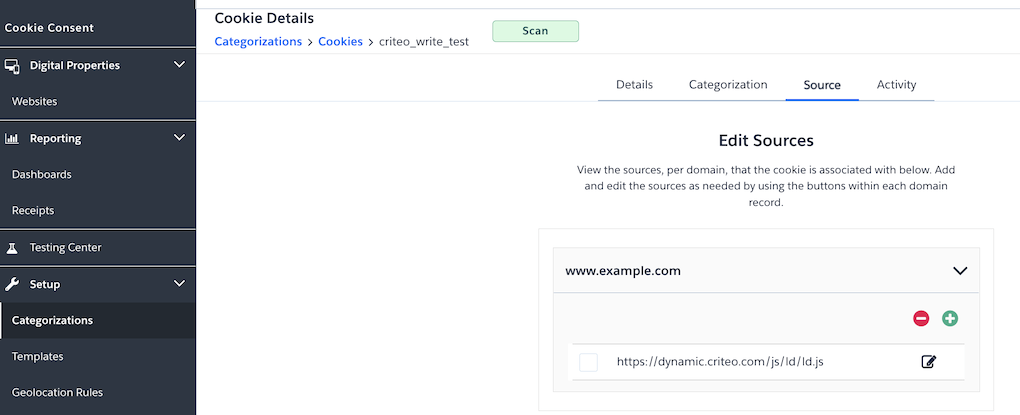 Cookie Consent
Digital Properties
Websites
Reporting
Dashboards
Receipts
Testing Center
Setup
Categorizations
Templates
Geolocation Rules
Cookie Details
Categorizations > Cookies > criteo_write_test
Scan
Details Categorization Source Activity
Edit Sources
View the sources, per domain, that the cookie is associated with below. Add
and edit the sources as needed by using the buttons within each domain
record.
www.example.com
https://dynamic.criteo.com/js/ld/ld.js